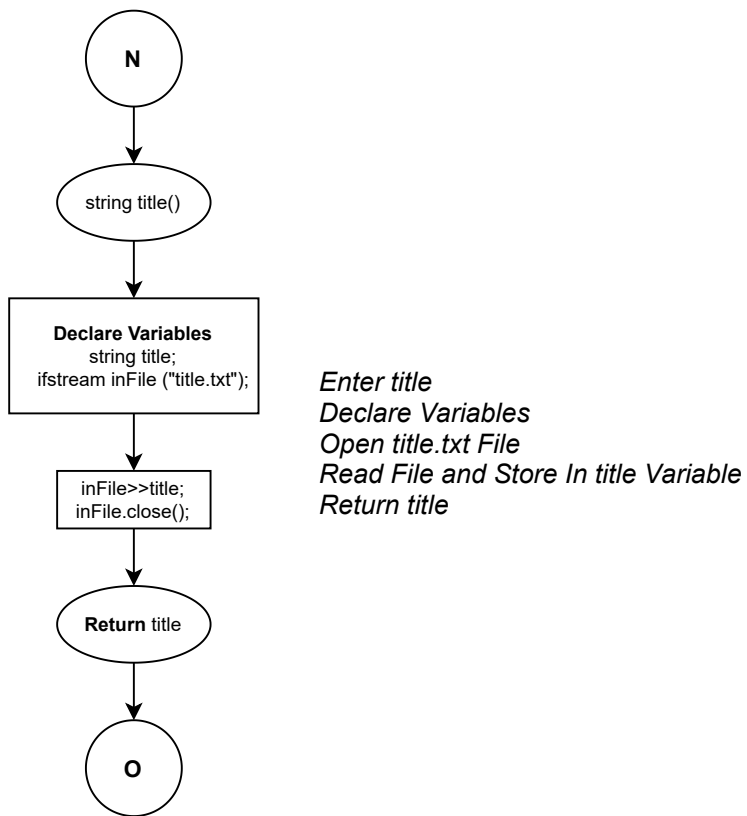 N
string title()
Declare Variables
string title;
ifstream inFile ("title.txt");
inFile>>title;
inFile.close();
Return title
O
Enter title
Declare Variables
Open title.txt File
Read File and Store In title Variable
Return title